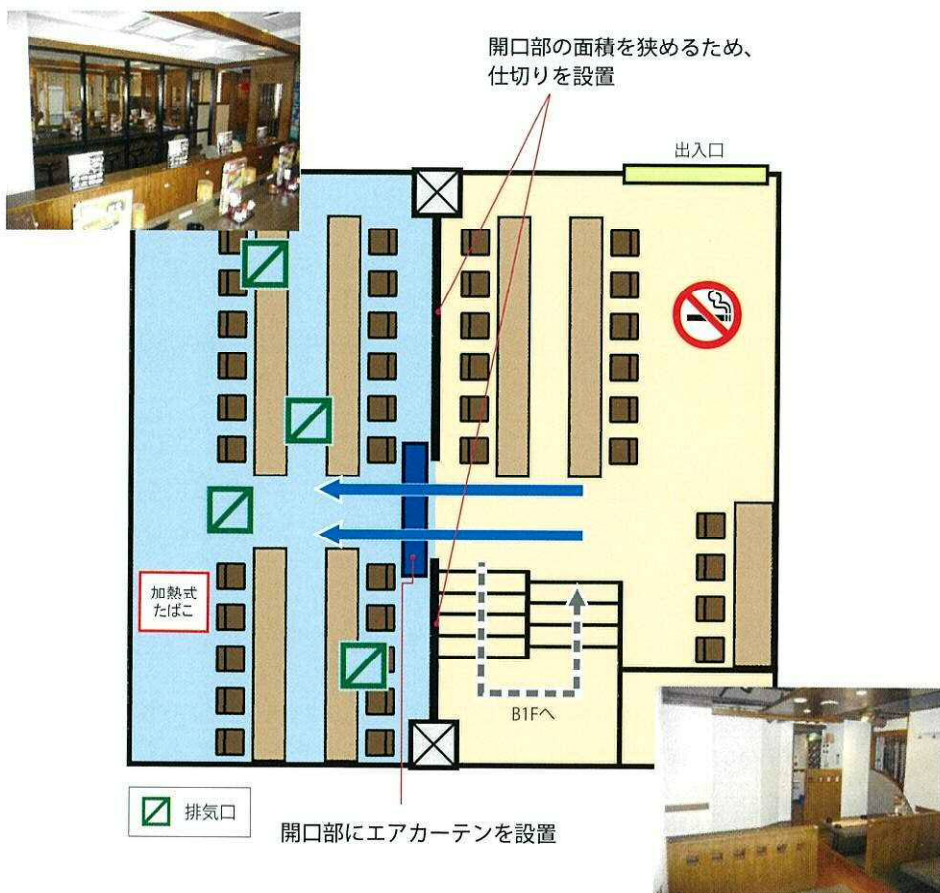 開口部の面積を狭めるため、
仕切りを設置
出入口
加熱式
たばこ
B1Fへ
排気口
開口部にエアカーテンを設置